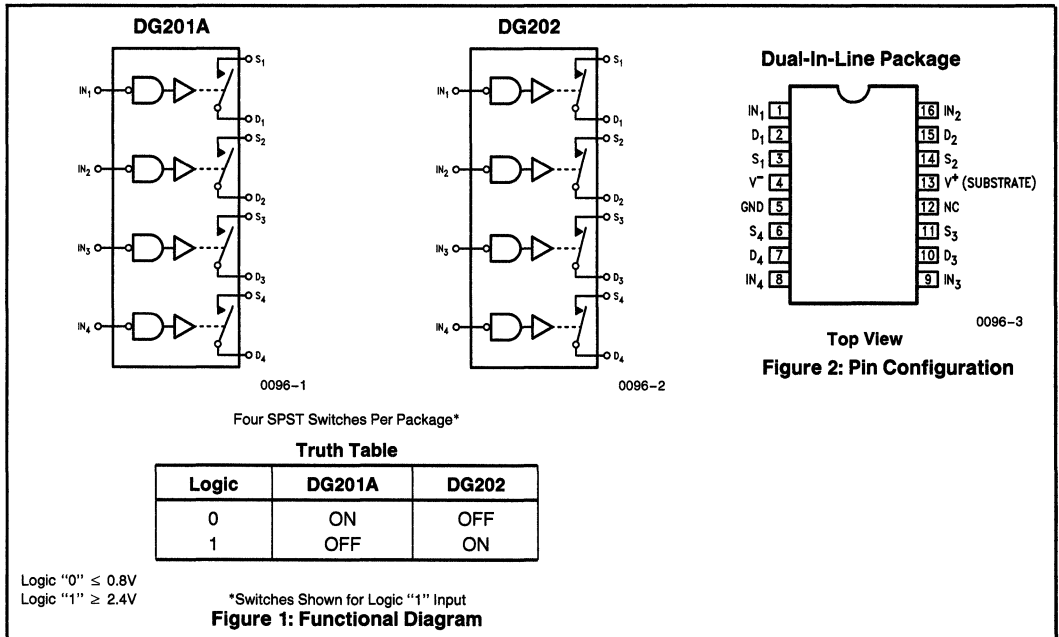 DG201A
IN₁
S₁
D₁
IN₂
S₂
D₂
IN₃
S₃
D₃
IN₄
S₄
D₄
0096–1
DG202
IN₁
S₁
D₁
IN₂
S₂
D₂
IN₃
S₃
D₃
IN₄
S₄
D₄
0096–2
Dual-In-Line Package
IN₁ 1
D₁ 2
S₁ 3
V⁻ 4
GND 5
S₄ 6
D₄ 7
IN₄ 8
16 IN₂
15 D₂
14 S₂
13 V⁺ (SUBSTRATE)
12 NC
11 S₃
10 D₃
9 IN₃
0096–3
Top View
Figure 2: Pin Configuration
Four SPST Switches Per Package*
Truth Table
Logic DG201A DG202
0 ON OFF
1 OFF ON
Logic "0" ≤ 0.8V
Logic "1" ≥ 2.4V
*Switches Shown for Logic "1" Input
Figure 1: Functional Diagram